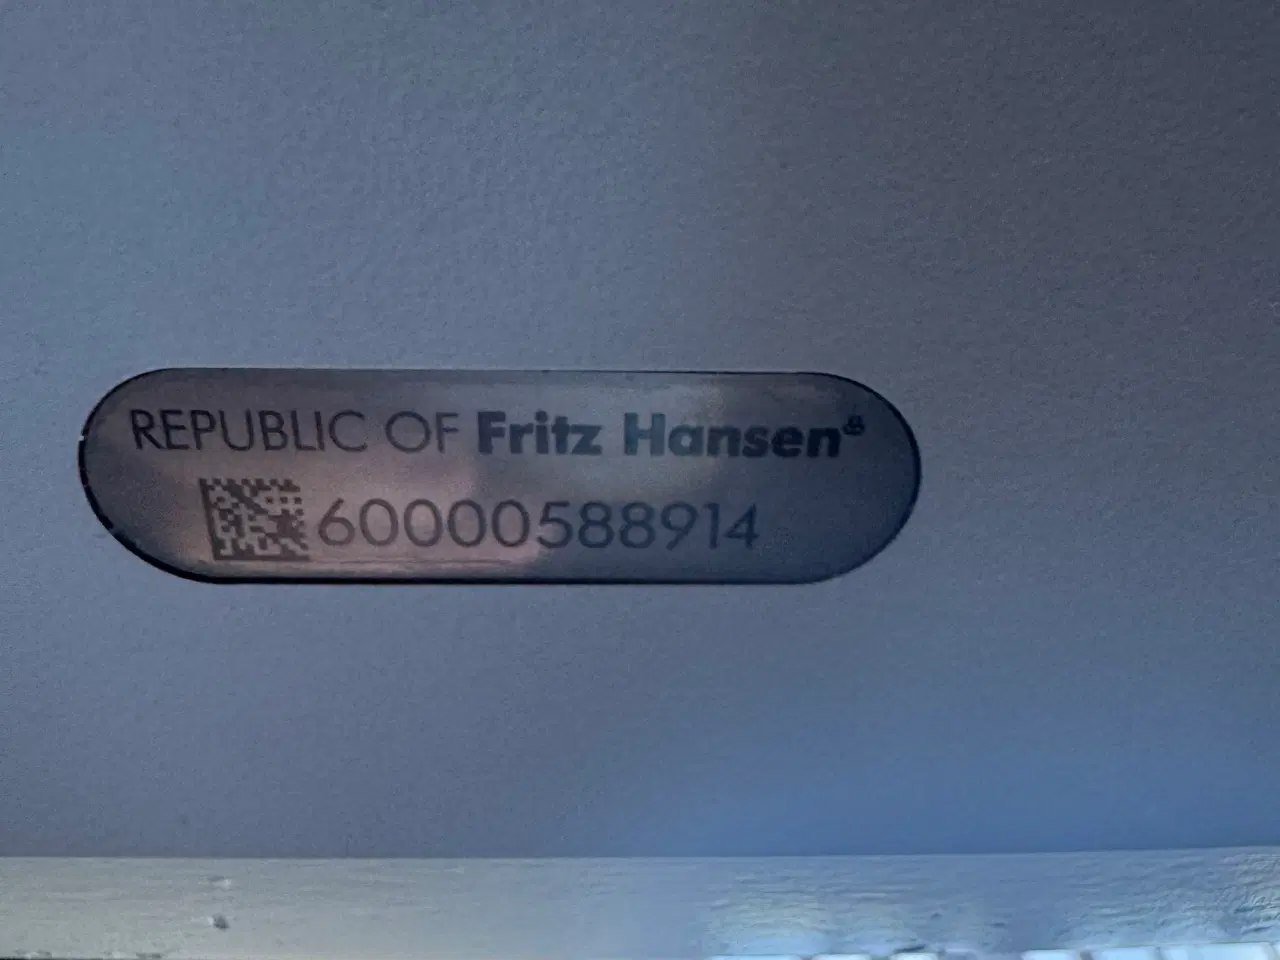 REPUBLIC OF Fritz Hansen®
60000588914